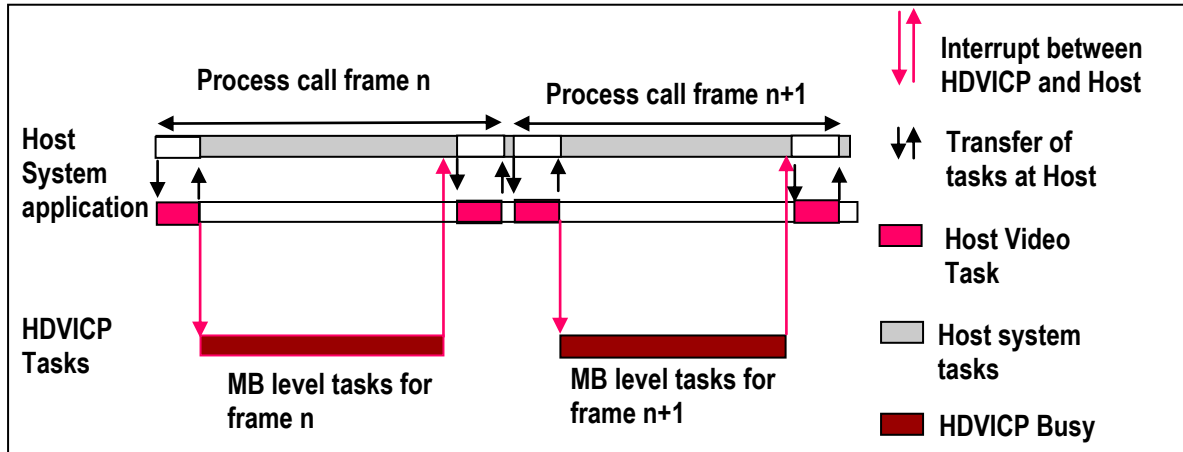 Process call frame n
Process call frame n+1
Host
System
application
HDVICP
Tasks
MB level tasks for
frame n
MB level tasks for
frame n+1
Interrupt between
HDVICP and Host
Transfer of
tasks at Host
Host Video
Task
Host system
tasks
HDVICP Busy